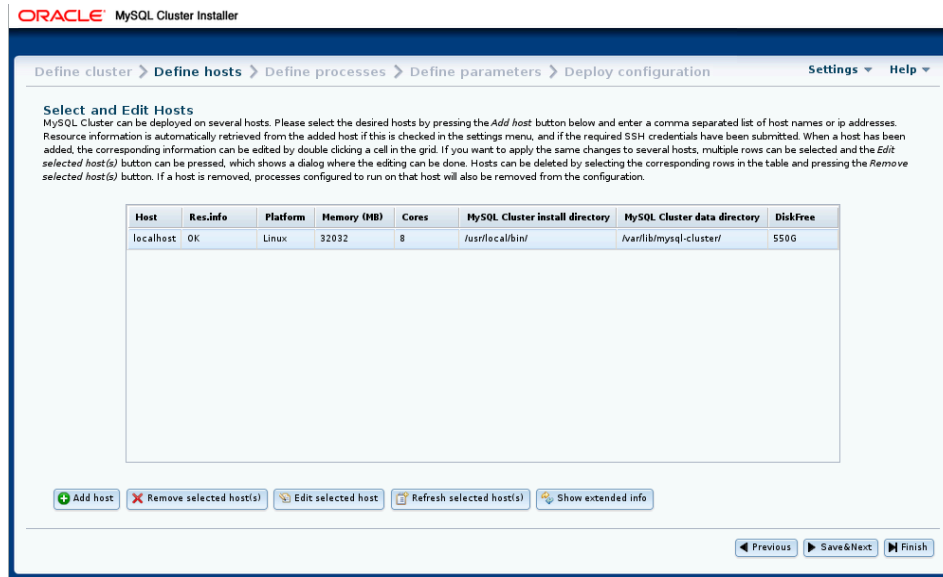 ORACLE® MySQL Cluster Installer
Define cluster > Define hosts > Define processes > Define parameters > Deploy configuration Settings Help
Select and Edit Hosts
MySQL Cluster can be deployed on several hosts. Please select the desired hosts by pressing the Add host button below and enter a comma separated list of host names or ip addresses.
Resource information is automatically retrieved from the added host if this is checked in the settings menu, and if the required SSH credentials have been submitted. When a host has been
added, the corresponding information can be edited by double clicking a cell in the grid. If you want to apply the same changes to several hosts, multiple rows can be selected and the Edit
selected host(s) button can be pressed, which shows a dialog where the editing can be done. Hosts can be deleted by selecting the corresponding rows in the table and pressing the Remove
selected host(s) button. If a host is removed, processes configured to run on that host will also be removed from the configuration.
Host Res.info Platform Memory (MB) Cores MySQL Cluster install directory MySQL Cluster data directory DiskFree
localhost OK Linux 32032 8 /usr/local/bin/ /var/lib/mysql-cluster/ 550G
Add host Remove selected host(s) Edit selected host Refresh selected host(s) Show extended info
Previous Save&Next Finish